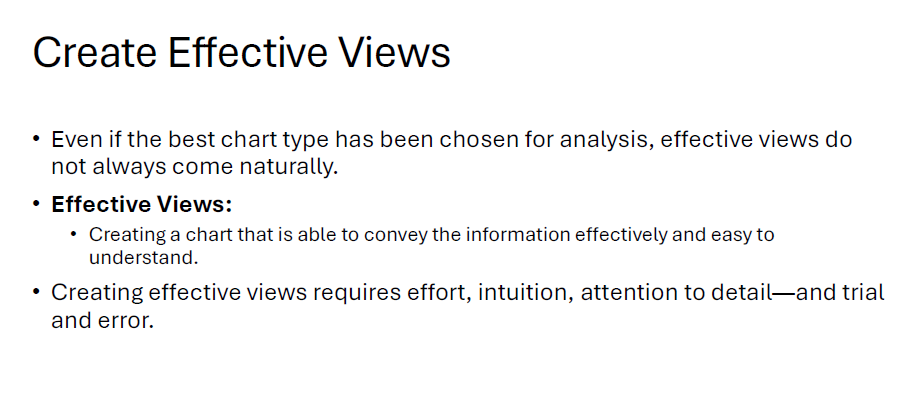 Create Effective Views
• Even if the best chart type has been chosen for analysis, effective views do
not always come naturally.
• Effective Views:
• Creating a chart that is able to convey the information effectively and easy to
understand.
• Creating effective views requires effort, intuition, attention to detail—and trial
and error.